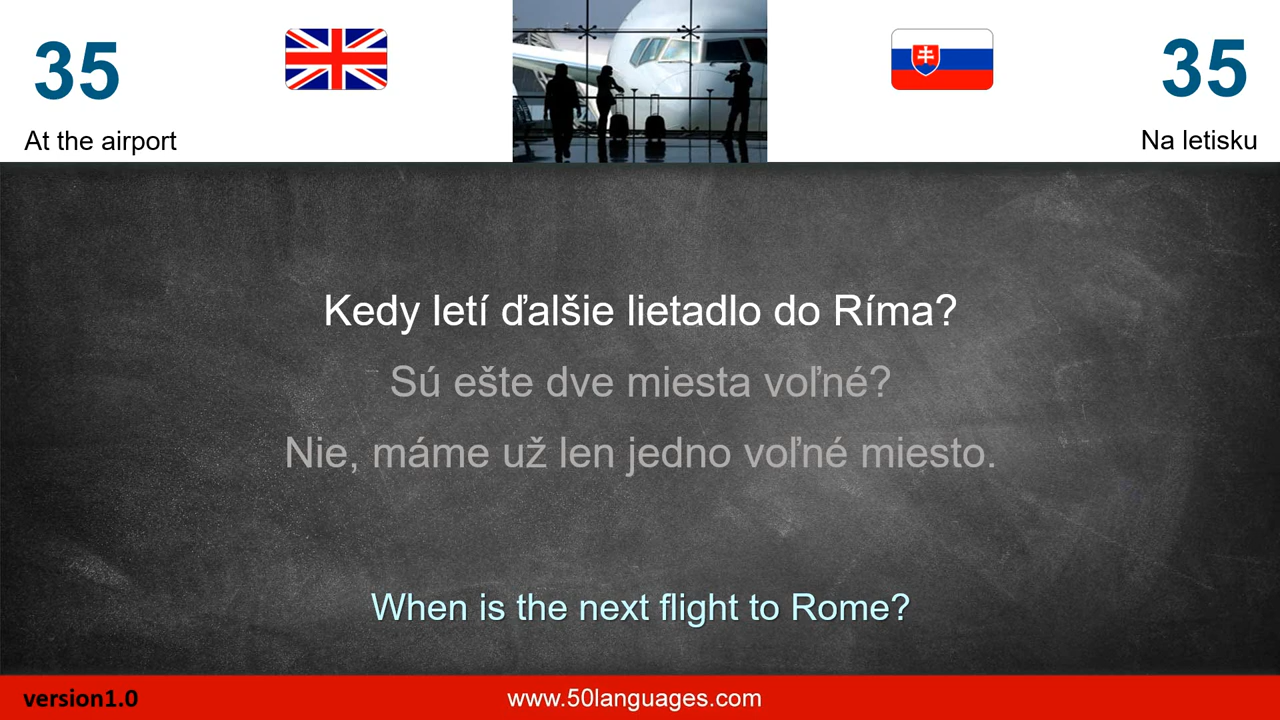 35
35
At the airport
Na letisku
Kedy letí ďalšie lietadlo do Ríma?
Sú ešte dve miesta voľné?
Nie, máme už len jedno voľné miesto.
When is the next flight to Rome?
version1.0
www.50languages.com